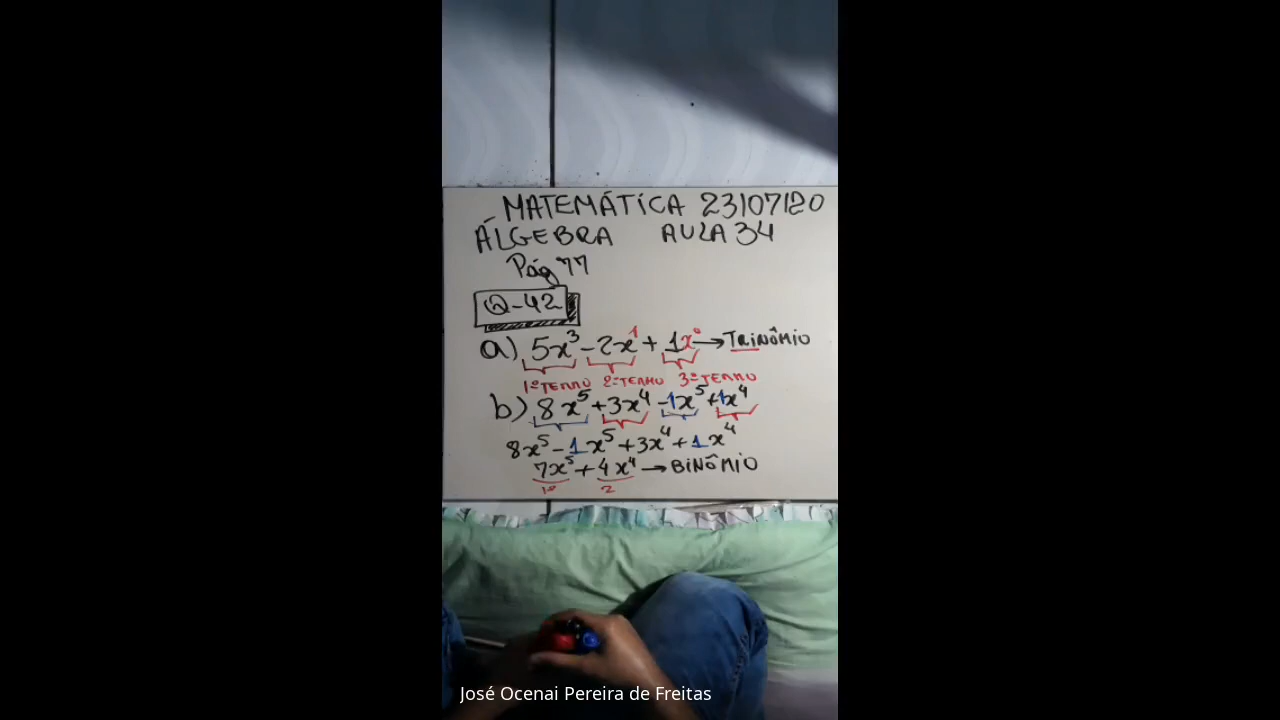 MATEMÁTICA 23/07/20
ÁLGEBRA AULA 34
Pág 77
Q-42
a) 5x³ - 2x¹ + 1x⁰ → TRINÔMIO
1º TERMO 2º TERMO 3º TERMO
b) 8x⁵ + 3x⁴ - 1x⁵ + 1x⁴
8x⁵ - 1x⁵ + 3x⁴ + 1x⁴
7x⁵ + 4x⁴ → BINÔMIO
1º 2
José Ocenai Pereira de Freitas